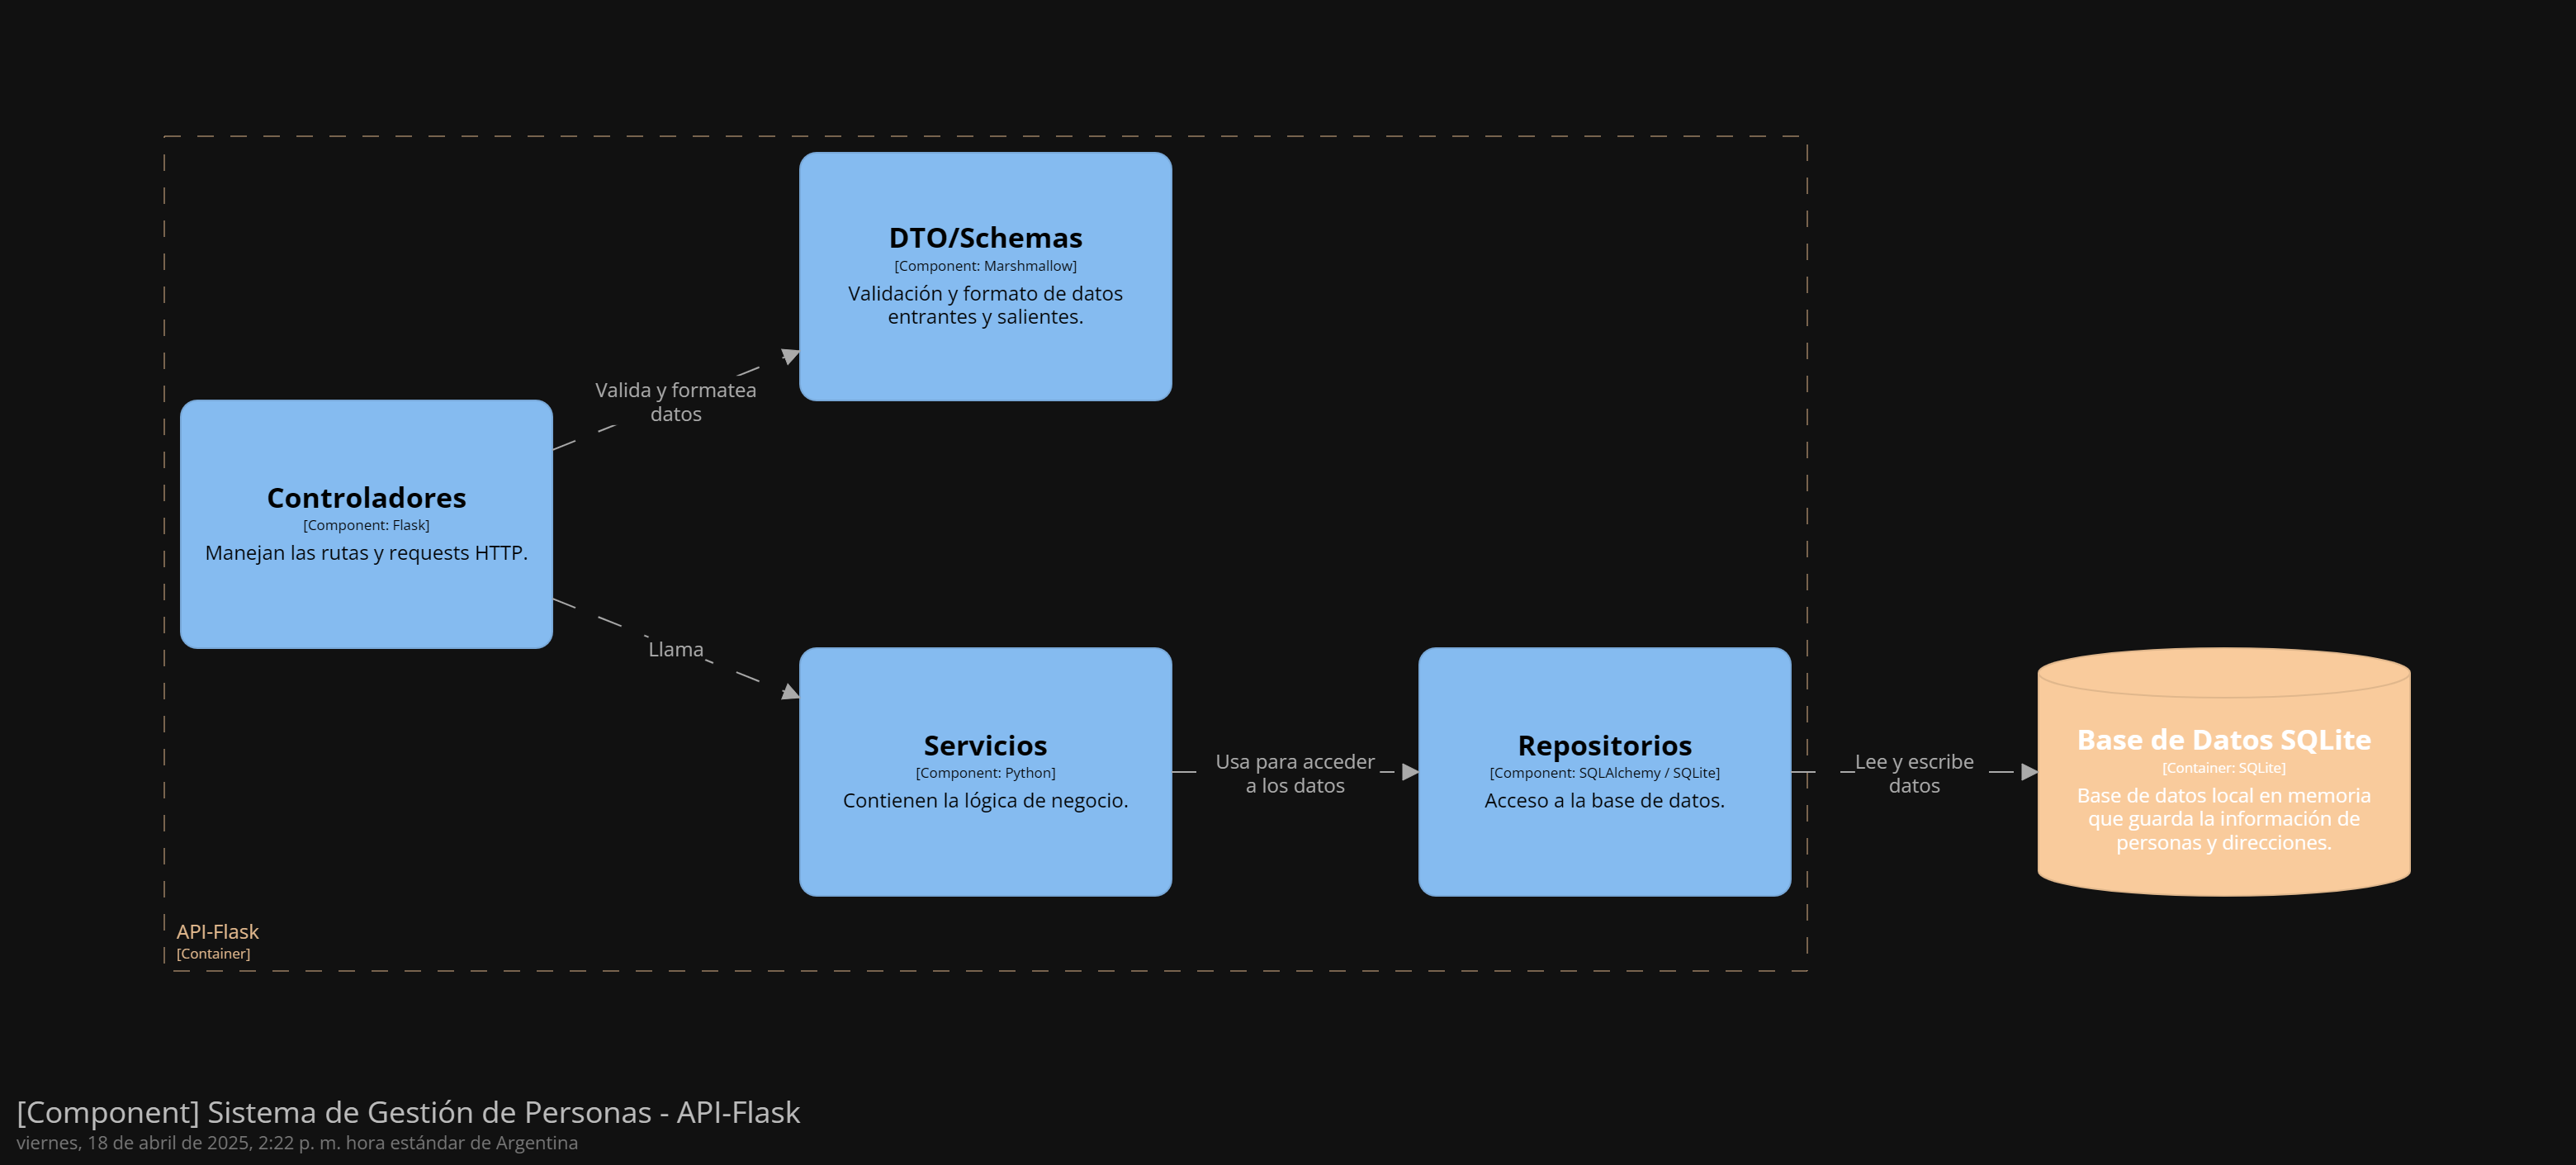 DTO/Schemas
[Component: Marshmallow]
Validación y formato de datos
entrantes y salientes.
Valida y formatea
datos
Controladores
[Component: Flask]
Manejan las rutas y requests HTTP.
Llama
Servicios
[Component: Python]
Contienen la lógica de negocio.
Usa para acceder
a los datos
Repositorios
[Component: SQLAlchemy / SQLite]
Acceso a la base de datos.
Lee y escribe
datos
Base de Datos SQLite
[Container: SQLite]
Base de datos local en memoria
que guarda la información de
personas y direcciones.
API-Flask
[Container]
[Component] Sistema de Gestión de Personas - API-Flask
viernes, 18 de abril de 2025, 2:22 p. m. hora estándar de Argentina